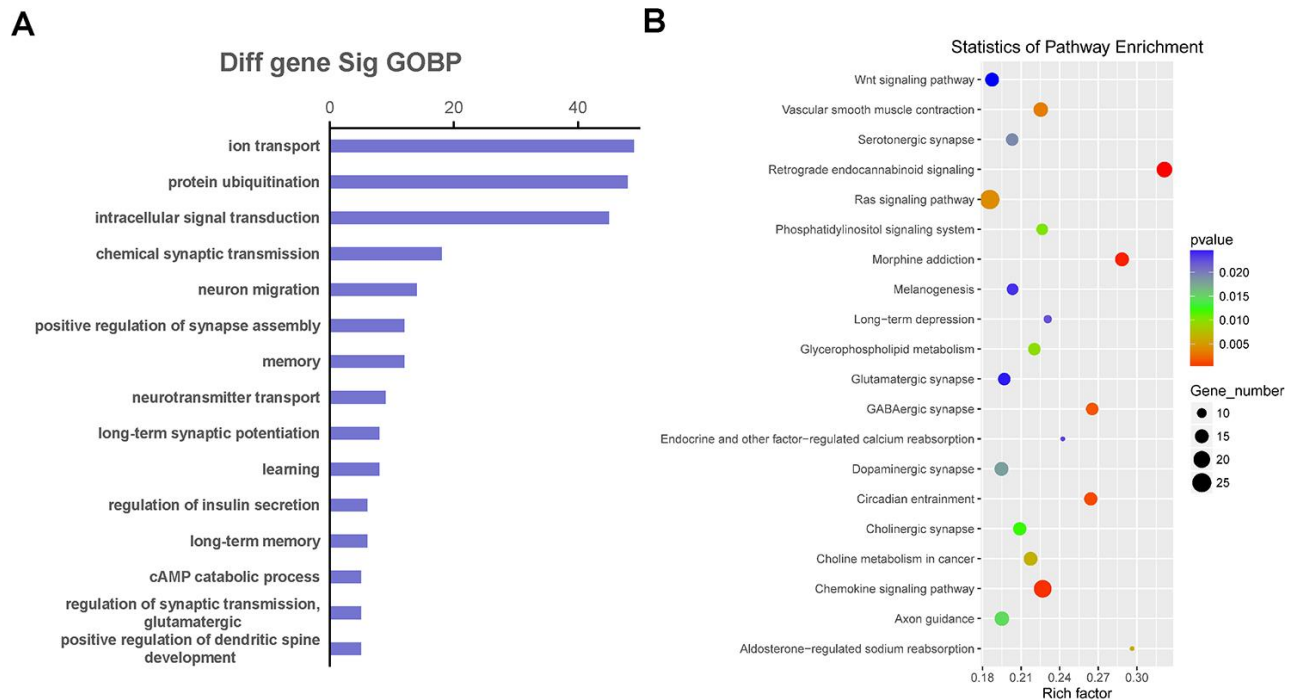 A
Diff gene Sig GOBP
0 20 40
ion transport
protein ubiquitination
intracellular signal transduction
chemical synaptic transmission
neuron migration
positive regulation of synapse assembly
memory
neurotransmitter transport
long-term synaptic potentiation
learning
regulation of insulin secretion
long-term memory
cAMP catabolic process
regulation of synaptic transmission,
glutamatergic
positive regulation of dendritic spine
development
B
Statistics of Pathway Enrichment
Wnt signaling pathway
Vascular smooth muscle contraction
Serotonergic synapse
Retrograde endocannabinoid signaling
Ras signaling pathway
Phosphatidylinositol signaling system
Morphine addiction
Melanogenesis
Long−term depression
Glycerophospholipid metabolism
Glutamatergic synapse
GABAergic synapse
Endocrine and other factor−regulated calcium reabsorption
Dopaminergic synapse
Circadian entrainment
Cholinergic synapse
Choline metabolism in cancer
Chemokine signaling pathway
Axon guidance
Aldosterone−regulated sodium reabsorption
0.18 0.21 0.24 0.27 0.30
Rich factor
pvalue
0.020
0.015
0.010
0.005
Gene_number
10
15
20
25